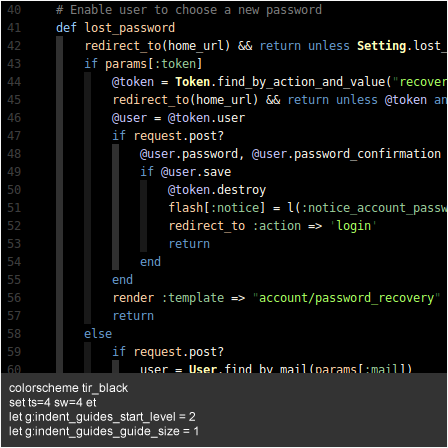 40 # Enable user to choose a new password
41 def lost_password
42 redirect_to(home_url) && return unless Setting.lost_
43 if params[:token]
44 @token = Token.find_by_action_and_value("recover
45 redirect_to(home_url) && return unless @token an
46 @user = @token.user
47 if request.post?
48 @user.password, @user.password_confirmation
49 if @user.save
50 @token.destroy
51 flash[:notice] = l(:notice_account_passw
52 redirect_to :action => 'login'
53 return
54 end
55 end
56 render :template => "account/password_recovery"
57 return
58 else
59 if request.post?
60 user = User.find_by_mail(params[:mail])
colorscheme tir_black
set ts=4 sw=4 et
let g:indent_guides_start_level = 2
let g:indent_guides_guide_size = 1